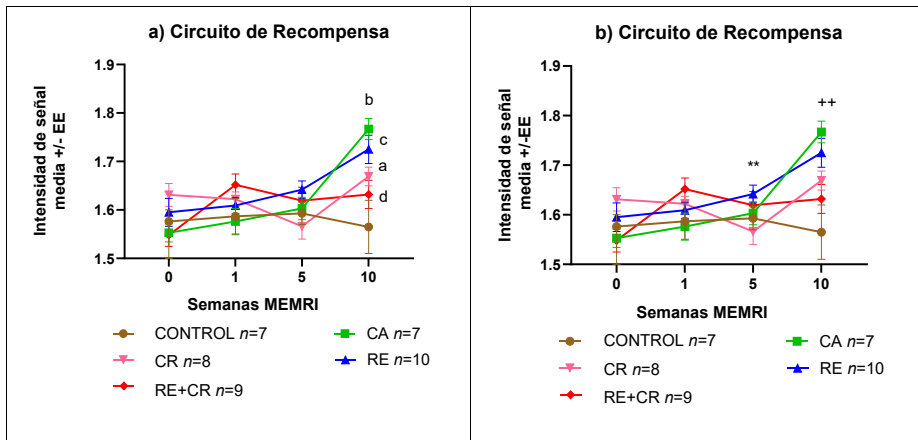 a) Circuito de Recompensa
Intensidad de señal
media +/- EE
1.9
1.8
1.7
1.6
1.5
b
c
a
d
0 1 5 10
Semanas MEMRI
CONTROL n=7
CA n=7
CR n=8
RE n=10
RE+CR n=9
b) Circuito de Recompensa
Intensidad de señal
media +/-EE
1.9
1.8
1.7
1.6
1.5
**
++
0 1 5 10
Semanas MEMRI
CONTROL n=7
CA n=7
CR n=8
RE n=10
RE+CR n=9